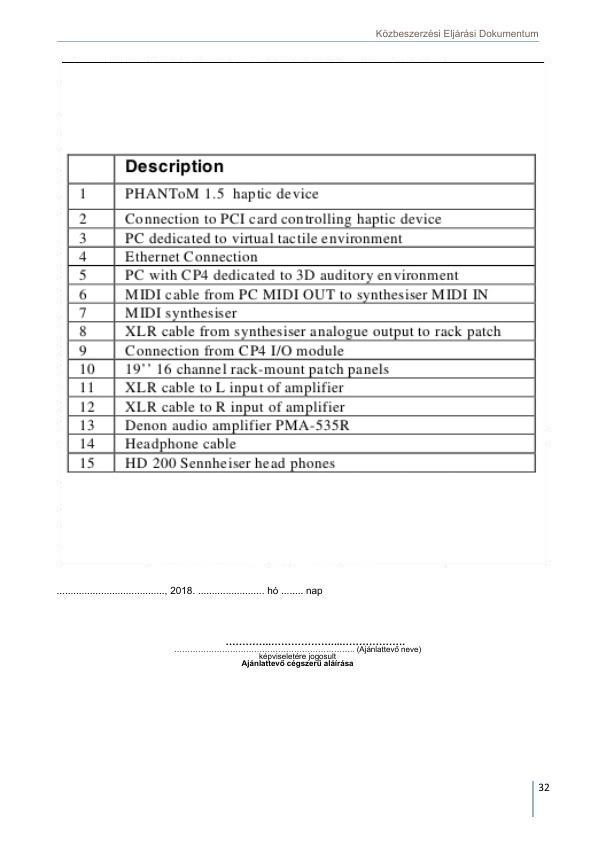 Közbeszerzési Eljárási Dokumentum
Description
1 PHANToM 1.5 haptic device
2 Connection to PCI card controlling haptic device
3 PC dedicated to virtual tactile environment
4 Ethernet Connection
5 PC with CP4 dedicated to 3D auditory environment
6 MIDI cable from PC MIDI OUT to synthesiser MIDI IN
7 MIDI synthesiser
8 XLR cable from synthesiser analogue output to rack patch
9 Connection from CP4 I/O module
10 19’’ 16 channel rack-mount patch panels
11 XLR cable to L input of amplifier
12 XLR cable to R input of amplifier
13 Denon audio amplifier PMA-535R
14 Headphone cable
15 HD 200 Sennheiser head phones
......................................., 2018. ........................ hó ........ nap
…………..…………………..………………
………………………………………………………… (Ajánlattevő neve)
képviseletére jogosult
Ajánlattevő cégszerű aláírása
32